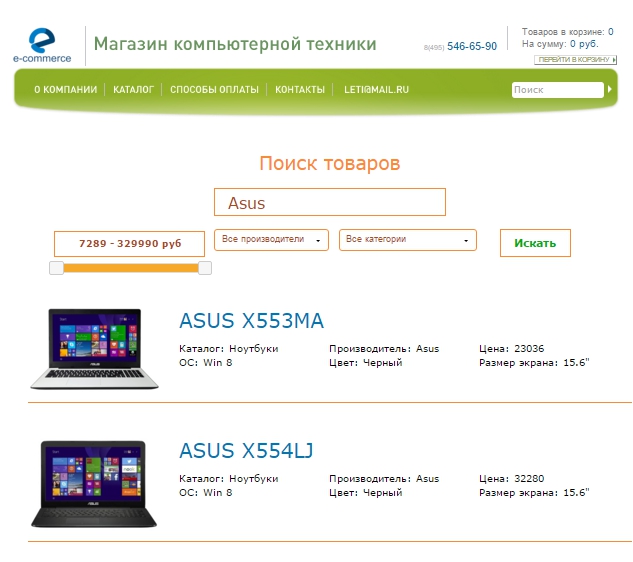 e-commerce
Магазин компьютерной техники
8(495) 546-65-90
Товаров в корзине: 0
На сумму: 0 руб.
ПЕРЕЙТИ В КОРЗИНУ
О КОМПАНИИ КАТАЛОГ СПОСОБЫ ОПЛАТЫ КОНТАКТЫ LETI@MAIL.RU Поиск
Поиск товаров
Asus
7289 - 329990 руб Все производители Все категории Искать
ASUS X553MA
Каталог: Ноутбуки Производитель: Asus Цена: 23036
ОС: Win 8 Цвет: Черный Размер экрана: 15.6"
ASUS X554LJ
Каталог: Ноутбуки Производитель: Asus Цена: 32280
ОС: Win 8 Цвет: Черный Размер экрана: 15.6"